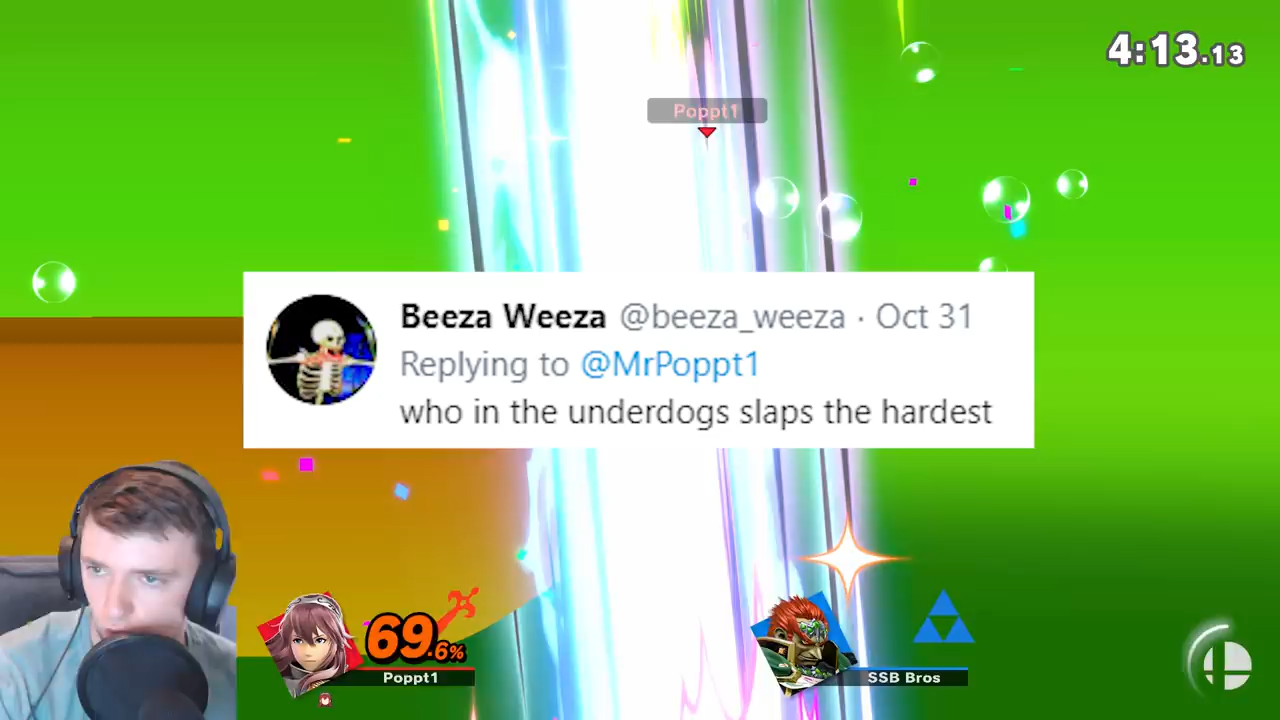 4:13.13
Poppt1
Beeza Weeza @beeza_weeza · Oct 31
Replying to @MrPoppt1
who in the underdogs slaps the hardest
69.6%
Poppt1
SSB Bros